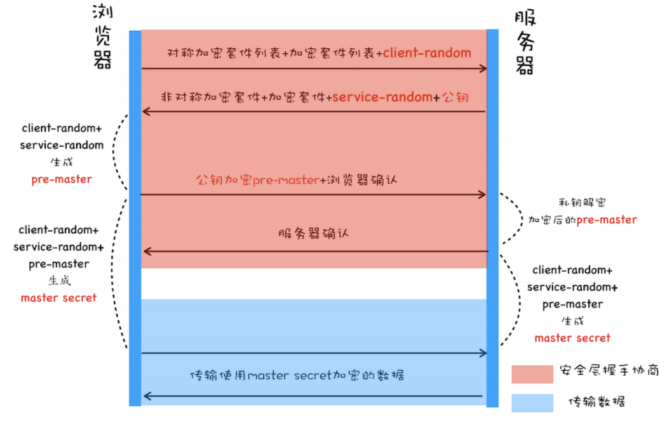 浏览器
服务器
对称加密套件列表+加密套件列表+client-random
非对称加密套件+加密套件+service-random+公钥
client-random+
service-random
生成
pre-master
公钥加密pre-master+浏览器确认
私钥解密
加密后的pre-master
服务器确认
client-random+
service-random+
pre-master
生成
master secret
client-random+
service-random+
pre-master
生成
master secret
传输使用master secret加密的数据
安全层握手协商
传输数据